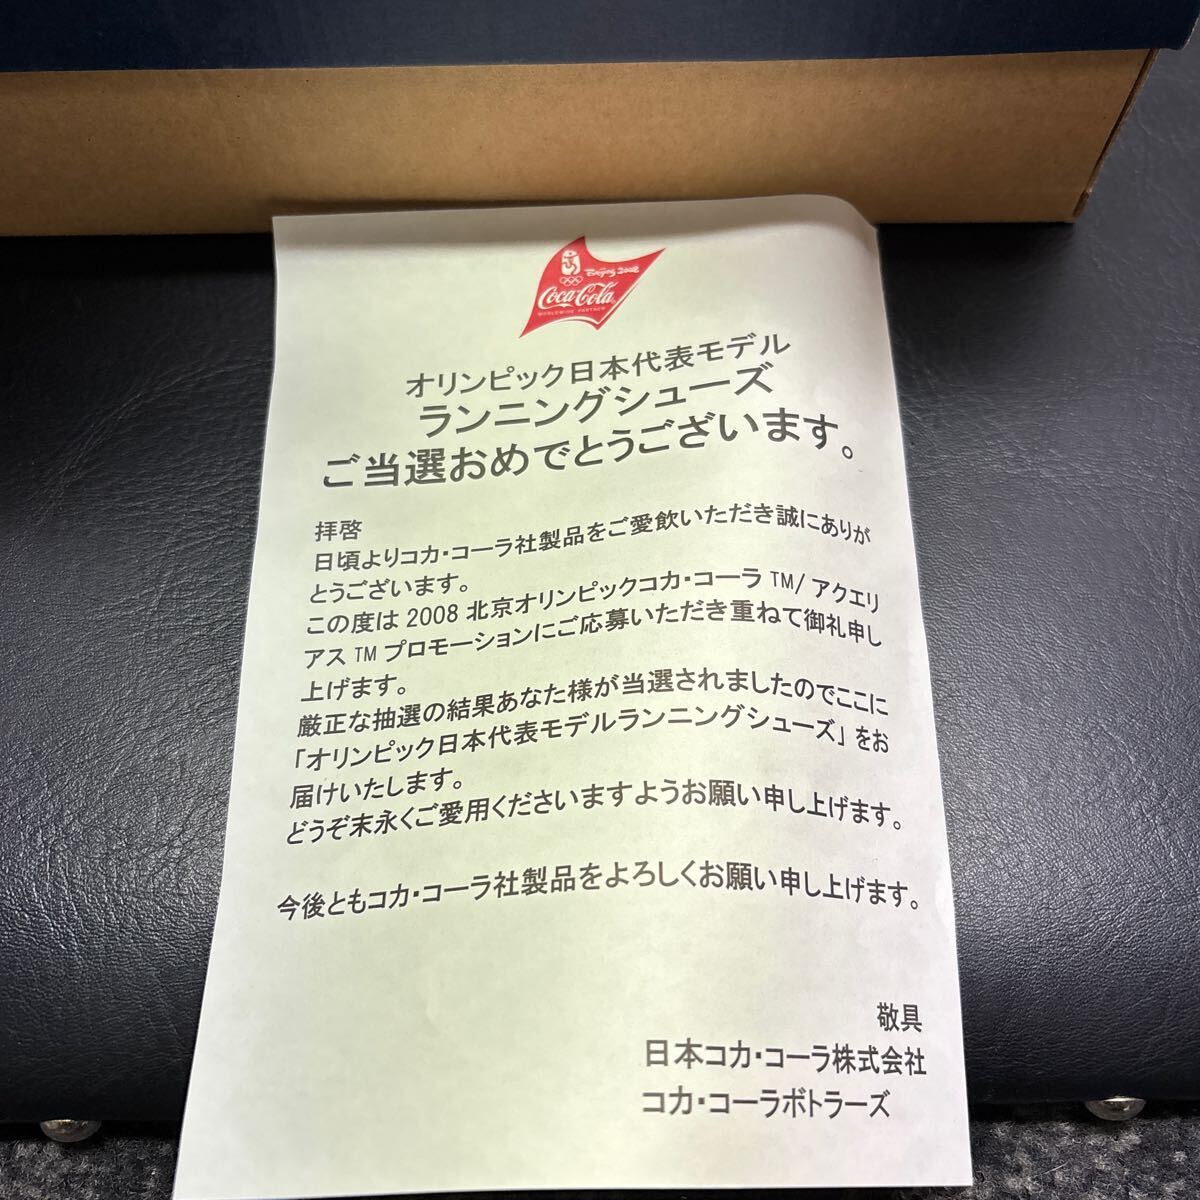 Beijing 2008
Coca-Cola
WORLDWIDE PARTNER
オリンピック日本代表モデル
ランニングシューズ
ご当選おめでとうございます。
拝啓
日頃よりコカ・コーラ社製品をご愛飲いただき誠にありが
とうございます。
この度は 2008 北京オリンピックコカ・コーラ TM/ アクエリ
アス TM プロモーションにご応募いただき重ねて御礼申し
上げます。
厳正な抽選の結果あなた様が当選されましたのでここに
「オリンピック日本代表モデルランニングシューズ」をお
届けいたします。
どうぞ末永くご愛用くださいますようお願い申し上げます。
今後ともコカ・コーラ社製品をよろしくお願い申し上げます。
敬具
日本コカ・コーラ株式会社
コカ・コーラボトラーズ